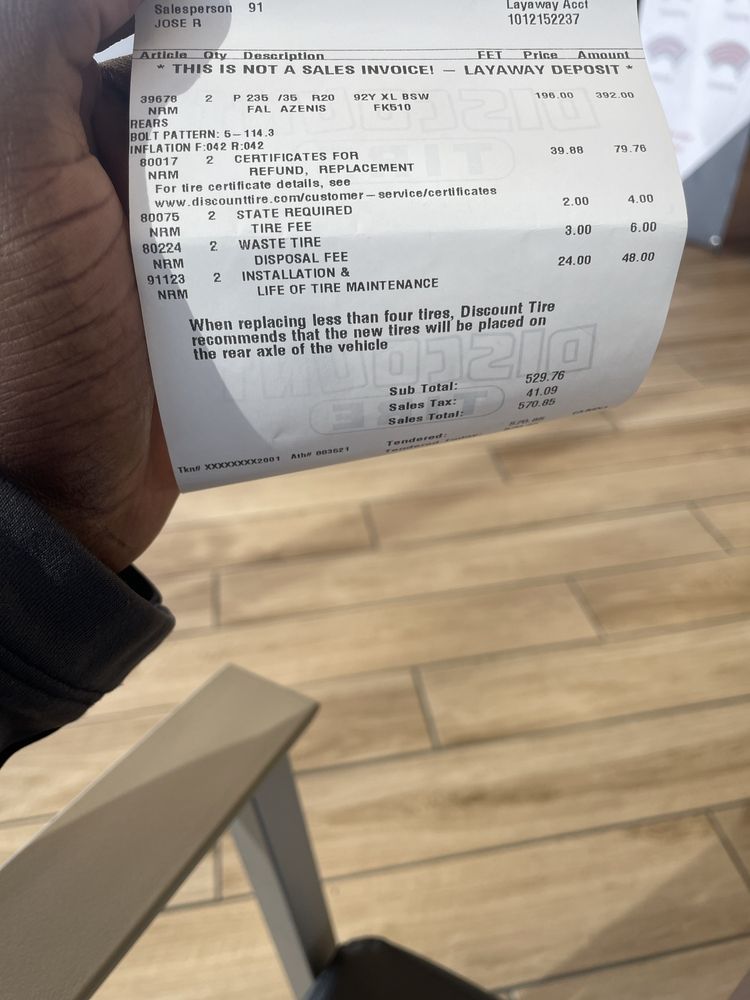 Salesperson 91 Layaway Acct
JOSE R 1012152237
Article Qty Description FET Price Amount
* THIS IS NOT A SALES INVOICE! – LAYAWAY DEPOSIT *
39676 2 P 235 /35 R20 92Y XL BSW 196.00 392.00
NRM FAL AZENIS FK510
REARS
BOLT PATTERN: 5–114.3
INFLATION F:042 R:042
80017 2 CERTIFICATES FOR 39.88 79.76
NRM REFUND, REPLACEMENT
For tire certificate details, see
www.discounttire.com/customer–service/certificates
80075 2 STATE REQUIRED 2.00 4.00
NRM TIRE FEE
80224 2 WASTE TIRE 3.00 6.00
NRM DISPOSAL FEE
91123 2 INSTALLATION & 24.00 48.00
NRM LIFE OF TIRE MAINTENANCE
When replacing less than four tires, Discount Tire
recommends that the new tires will be placed on
the rear axle of the vehicle
Sub Total: 529.76
Sales Tax: 41.09
Sales Total: 570.85
Tendered: 570.85
Tkn# XXXXXXXX2001 Ath# 003521